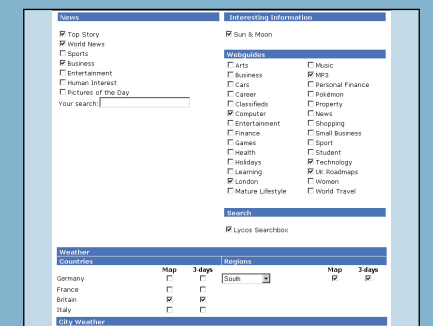 News
Top Story
World News
Sports
Business
Entertainment
Human Interest
Pictures of the Day
Your search:
Interesting Information
Sun & Moon
Webguides
Arts
Business
Cars
Career
Classifieds
Computer
Entertainment
Finance
Games
Health
Holidays
Learning
London
Mature Lifestyle
Music
MP3
Personal Finance
Pokémon
Property
News
Shopping
Small Business
Sport
Student
Technology
UK Roadmaps
Women
World Travel
Search
Lycos Searchbox
Weather
Countries
Map 3-days
Germany
France
Britain
Italy
Regions
Map 3-days
South
City Weather